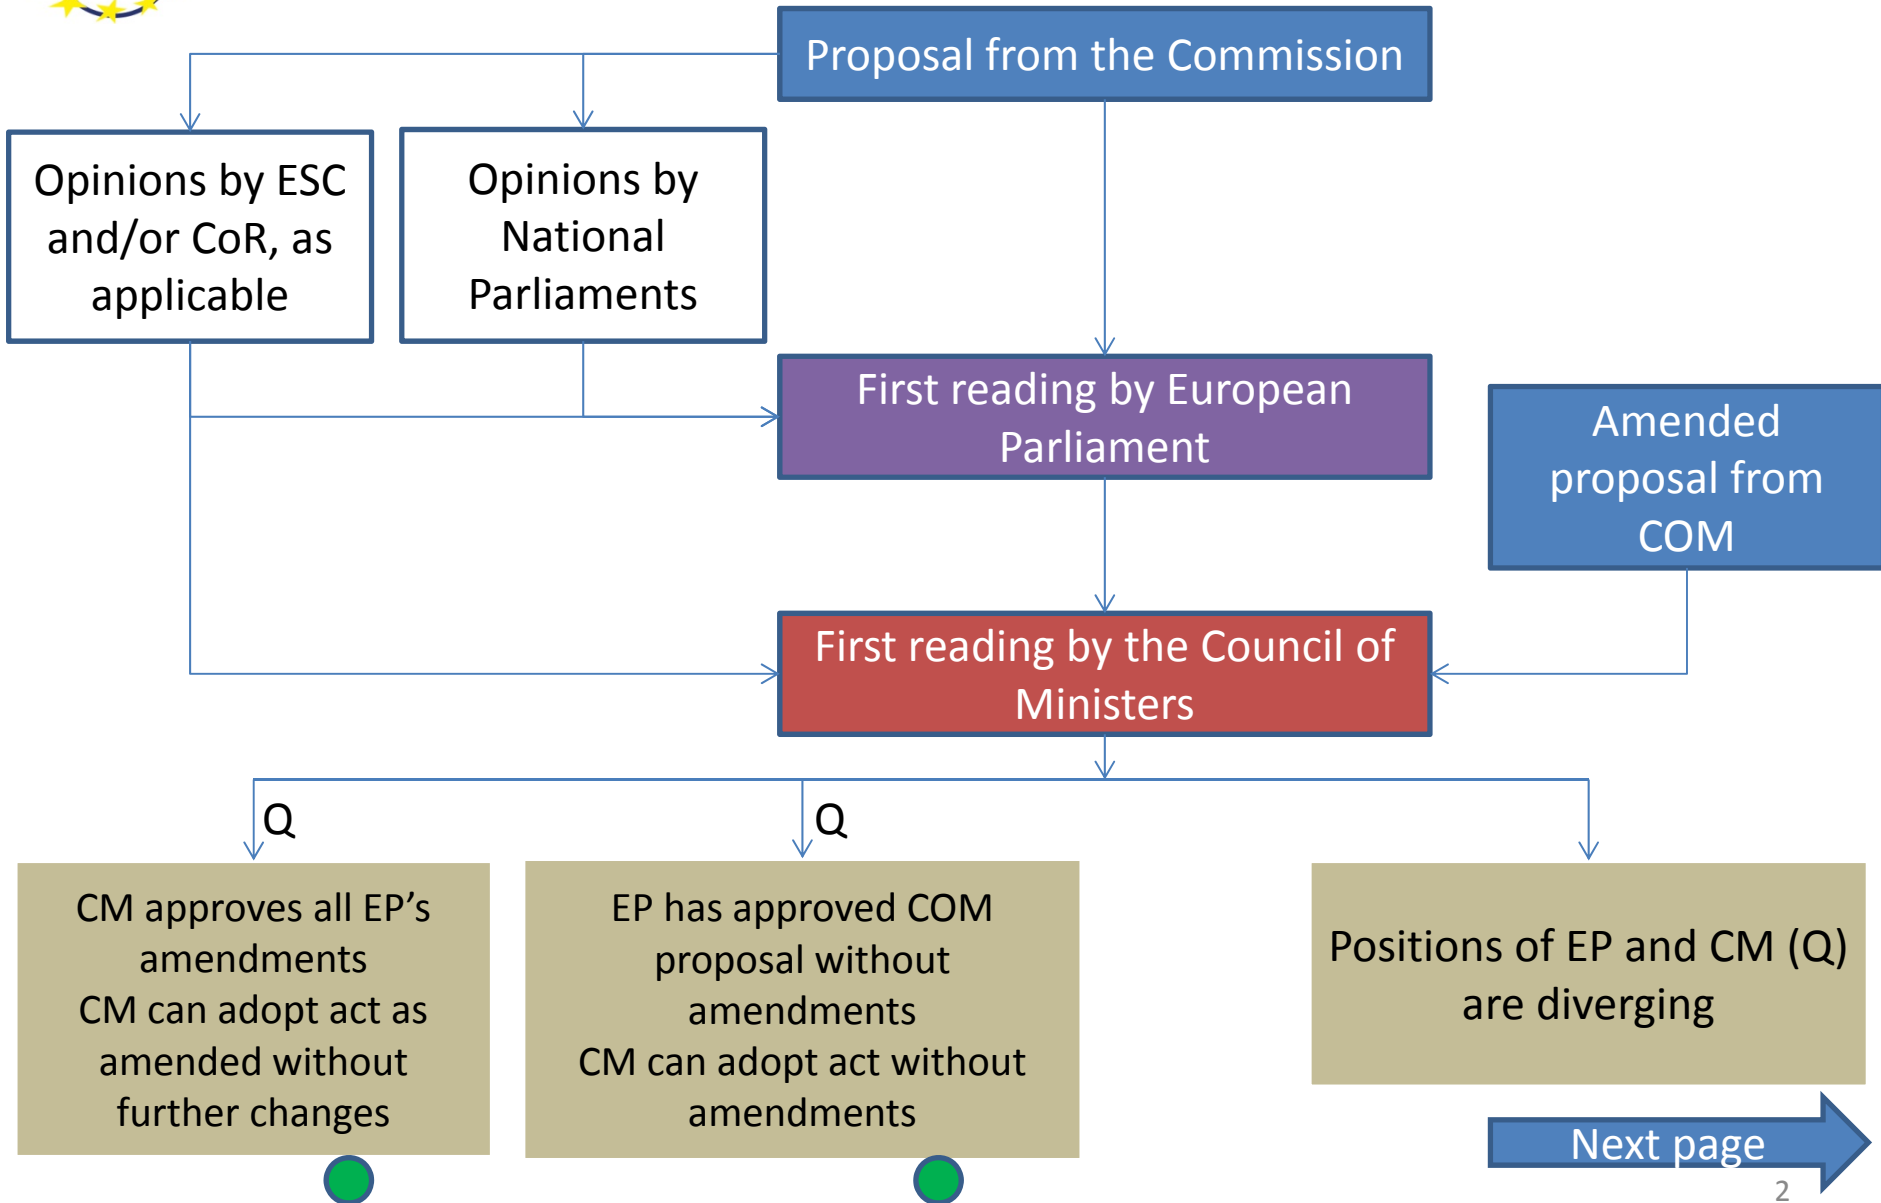 Proposal from the Commission
Opinions by ESC
and/or CoR, as
applicable
Opinions by
National
Parliaments
First reading by European
Parliament
Amended
proposal from
COM
First reading by the Council of
Ministers
Q
Q
CM approves all EP’s
amendments
CM can adopt act as
amended without
further changes
EP has approved COM
proposal without
amendments
CM can adopt act without
amendments
Positions of EP and CM (Q)
are diverging
Next page
2